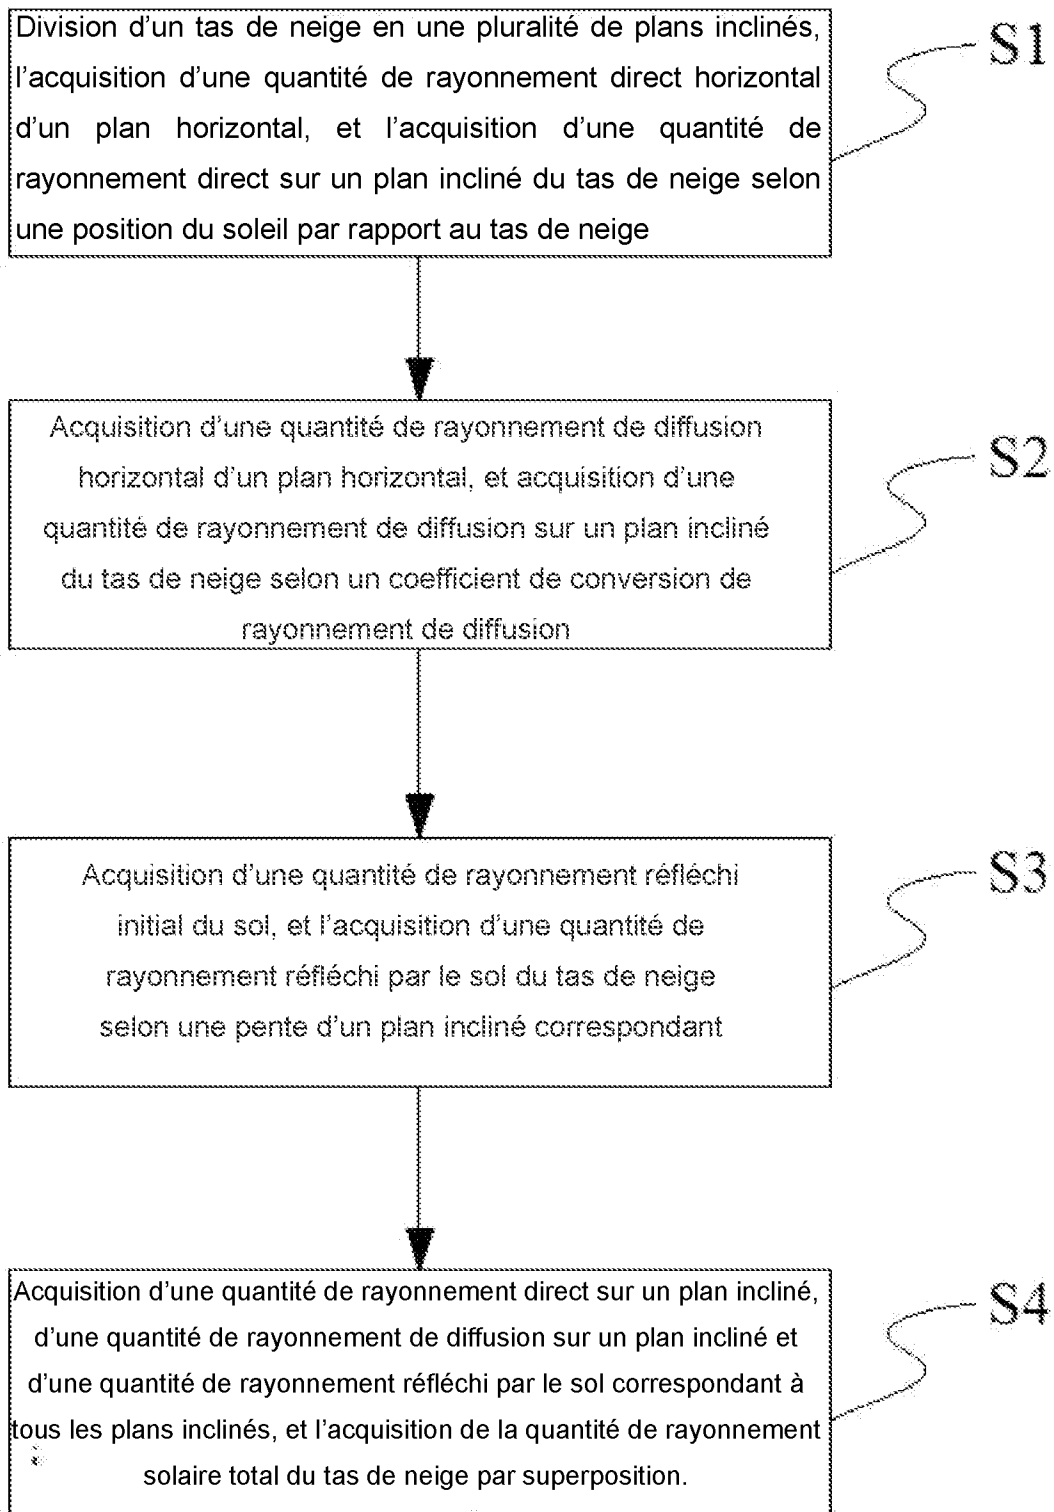 Division d’un tas de neige en une pluralité de plans inclinés,
l’acquisition d’une quantité de rayonnement direct horizontal
d’un plan horizontal, et l’acquisition d’une quantité de
rayonnement direct sur un plan incliné du tas de neige selon
une position du soleil par rapport au tas de neige
S1
Acquisition d’une quantité de rayonnement de diffusion
horizontal d’un plan horizontal, et acquisition d’une
quantité de rayonnement de diffusion sur un plan incliné
du tas de neige selon un coefficient de conversion de
rayonnement de diffusion
S2
Acquisition d’une quantité de rayonnement réfléchi
initial du sol, et l’acquisition d’une quantité de
rayonnement réfléchi par le sol du tas de neige
selon une pente d’un plan incliné correspondant
S3
Acquisition d’une quantité de rayonnement direct sur un plan incliné,
d’une quantité de rayonnement de diffusion sur un plan incliné et
d’une quantité de rayonnement réfléchi par le sol correspondant à
tous les plans inclinés, et l’acquisition de la quantité de rayonnement
solaire total du tas de neige par superposition.
S4